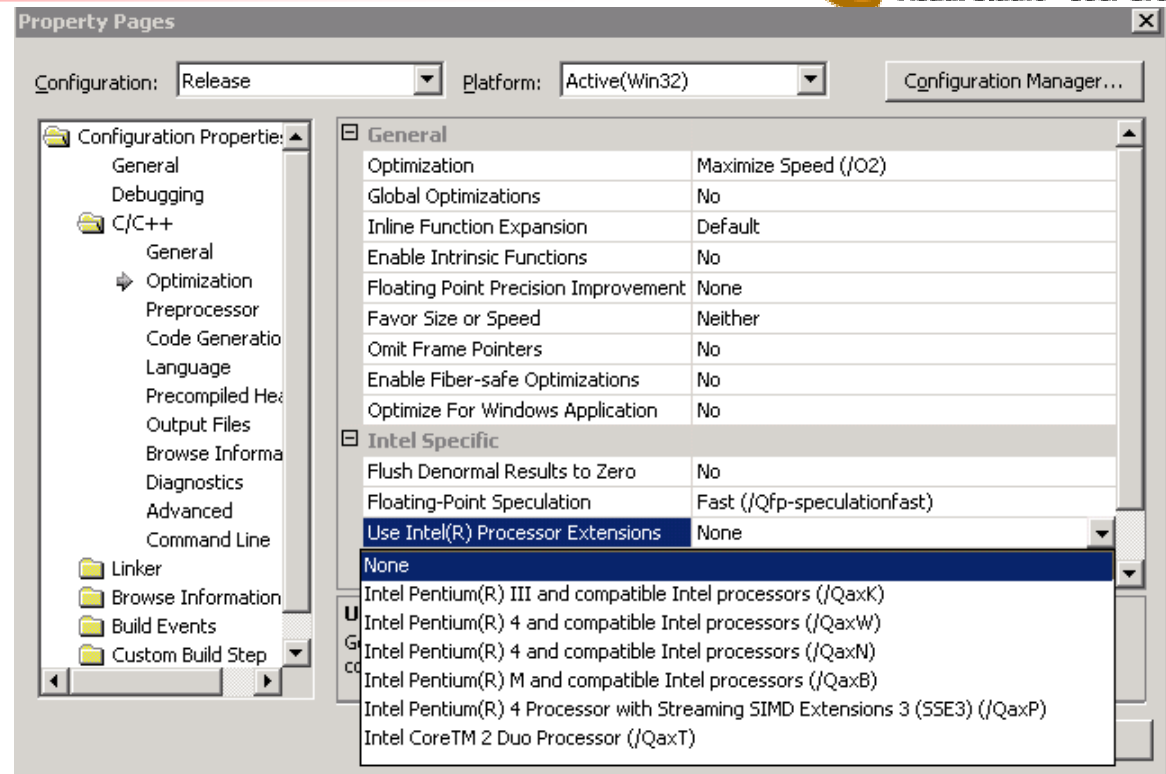 Property Pages
Configuration: Release Platform: Active(Win32) Configuration Manager...
Configuration Propertie
General
Debugging
C/C++
General
Optimization
Preprocessor
Code Generatio
Language
Precompiled Hea
Output Files
Browse Informa
Diagnostics
Advanced
Command Line
Linker
Browse Information
Build Events
Custom Build Step
General
Optimization Maximize Speed (/O2)
Global Optimizations No
Inline Function Expansion Default
Enable Intrinsic Functions No
Floating Point Precision Improvement None
Favor Size or Speed Neither
Omit Frame Pointers No
Enable Fiber-safe Optimizations No
Optimize For Windows Application No
Intel Specific
Flush Denormal Results to Zero No
Floating-Point Speculation Fast (/Qfp-speculationfast)
Use Intel(R) Processor Extensions None
None
Intel Pentium(R) III and compatible Intel processors (/QaxK)
Intel Pentium(R) 4 and compatible Intel processors (/QaxW)
Intel Pentium(R) 4 and compatible Intel processors (/QaxN)
Intel Pentium(R) M and compatible Intel processors (/QaxB)
Intel Pentium(R) 4 Processor with Streaming SIMD Extensions 3 (SSE3) (/QaxP)
Intel CoreTM 2 Duo Processor (/QaxT)